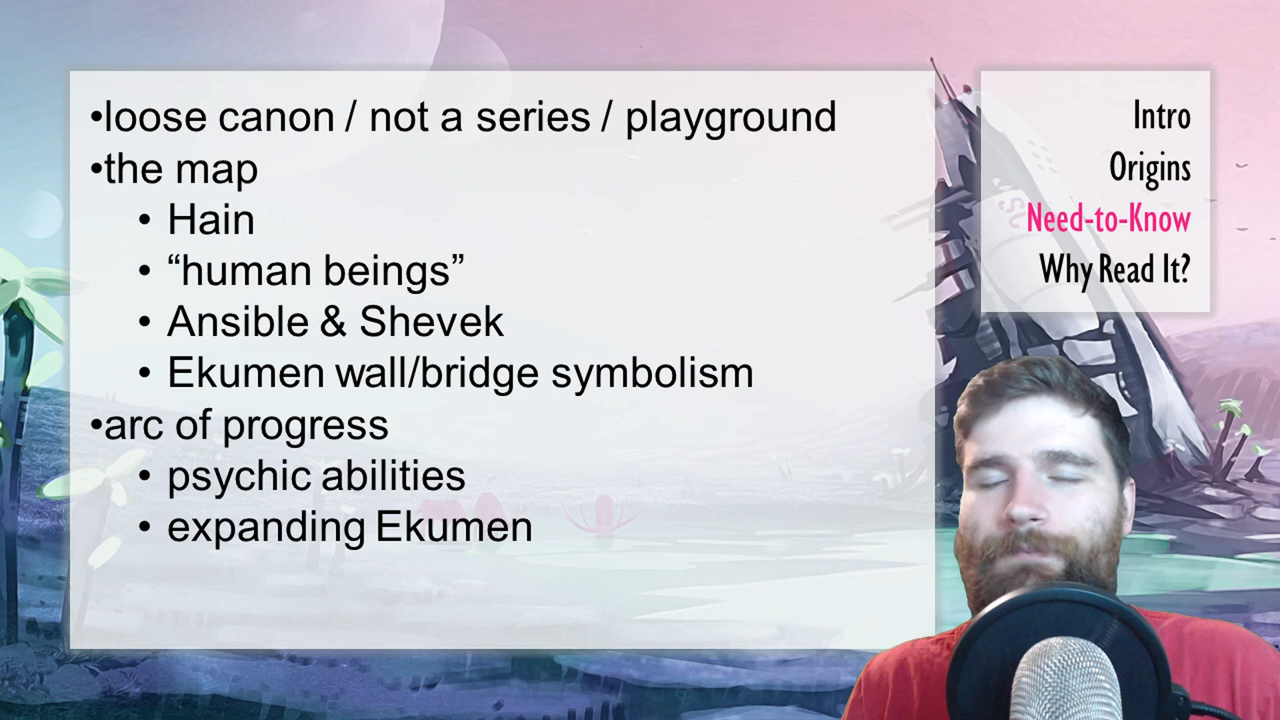 •loose canon / not a series / playground
•the map
• Hain
• “human beings”
• Ansible & Shevek
• Ekumen wall/bridge symbolism
•arc of progress
• psychic abilities
• expanding Ekumen
Intro
Origins
Need-to-Know
Why Read It?